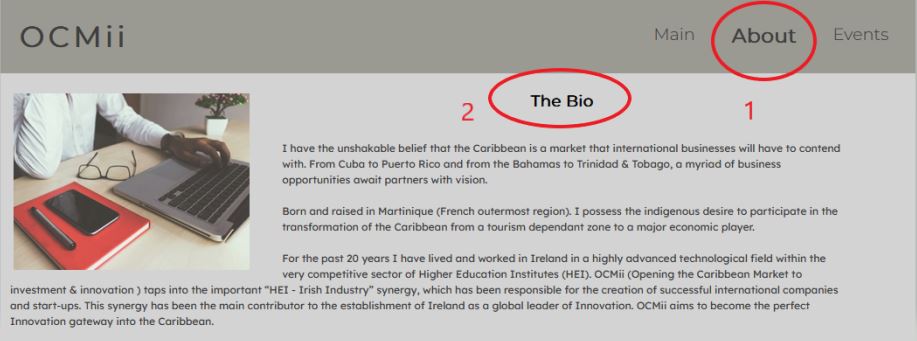 OCMii
Main About Events
1
2
The Bio
I have the unshakable belief that the Caribbean is a market that international businesses will have to contend
with. From Cuba to Puerto Rico and from the Bahamas to Trinidad & Tobago, a myriad of business
opportunities await partners with vision.
Born and raised in Martinique (French outermost region). I possess the indigenous desire to participate in the
transformation of the Caribbean from a tourism dependant zone to a major economic player.
For the past 20 years I have lived and worked in Ireland in a highly advanced technological field within the
very competitive sector of Higher Education Institutes (HEI). OCMii (Opening the Caribbean Market to
investment & innovation ) taps into the important "HEI - Irish Industry" synergy, which has been responsible for the creation of successful international companies
and start-ups. This synergy has been the main contributor to the establishment of Ireland as a global leader of Innovation. OCMii aims to become the perfect
Innovation gateway into the Caribbean.